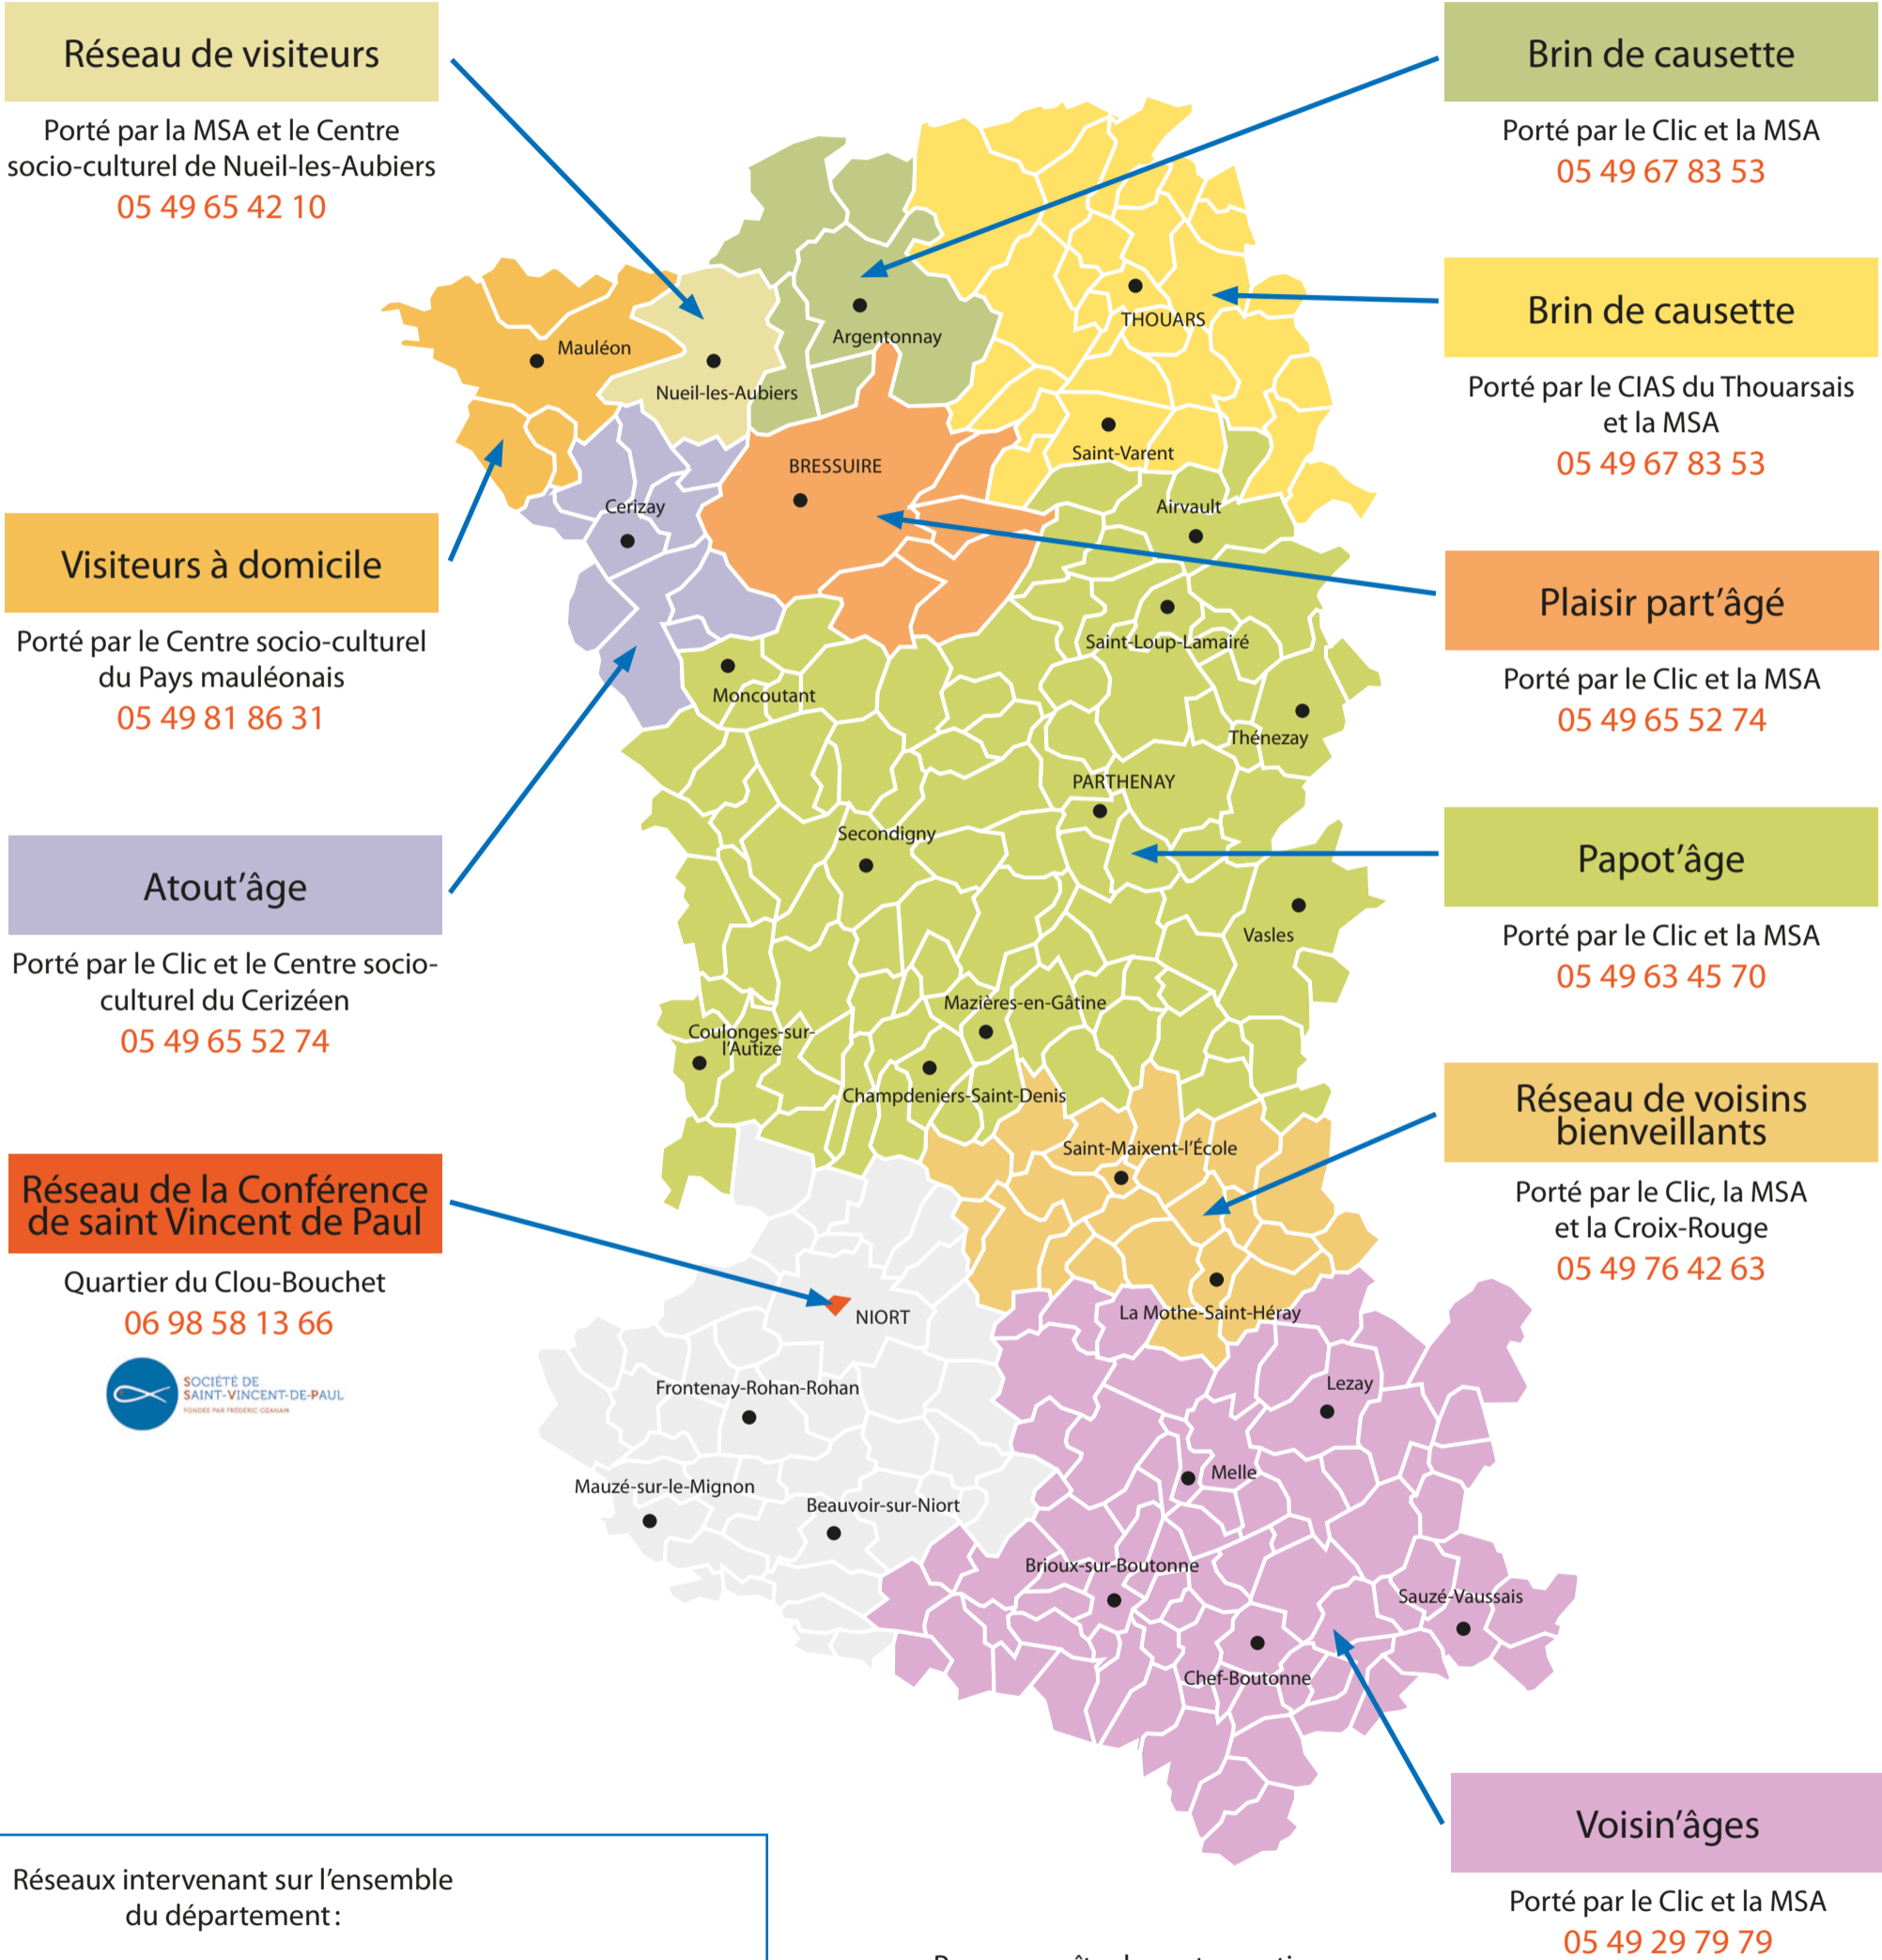 Réseau de visiteurs
Porté par la MSA et le Centre
socio-culturel de Nueil-les-Aubiers
05 49 65 42 10
Visiteurs à domicile
Porté par le Centre socio-culturel
du Pays mauléonais
05 49 81 86 31
Atout’âge
Porté par le Clic et le Centre socio-
culturel du Cerizéen
05 49 65 52 74
Réseau de la Conférence
de saint Vincent de Paul
Quartier du Clou-Bouchet
06 98 58 13 66
SOCIÉTÉ DE
SAINT-VINCENT-DE-PAUL
FONDÉE PAR FRÉDÉRIC OZANAM
Brin de causette
Porté par le Clic et la MSA
05 49 67 83 53
Brin de causette
Porté par le CIAS du Thouarsais
et la MSA
05 49 67 83 53
Plaisir part’âgé
Porté par le Clic et la MSA
05 49 65 52 74
Papot’âge
Porté par le Clic et la MSA
05 49 63 45 70
Réseau de voisins
bienveillants
Porté par le Clic, la MSA
et la Croix-Rouge
05 49 76 42 63
Voisin’âges
Porté par le Clic et la MSA
05 49 29 79 79
THOUARS
Argentonnay
Mauléon
Nueil-les-Aubiers
Saint-Varent
BRESSUIRE
Cerizay
Airvault
Saint-Loup-Lamairé
Moncoutant
Thénezay
PARTHENAY
Secondigny
Vasles
Mazières-en-Gâtine
Coulonges-sur-
l’Autize
Champdeniers-Saint-Denis
Saint-Maixent-l’École
La Mothe-Saint-Héray
NIORT
Lezay
Frontenay-Rohan-Rohan
Melle
Mauzé-sur-le-Mignon
Beauvoir-sur-Niort
Brioux-sur-Boutonne
Sauzé-Vaussais
Chef-Boutonne
Réseaux intervenant sur l’ensemble
du département :